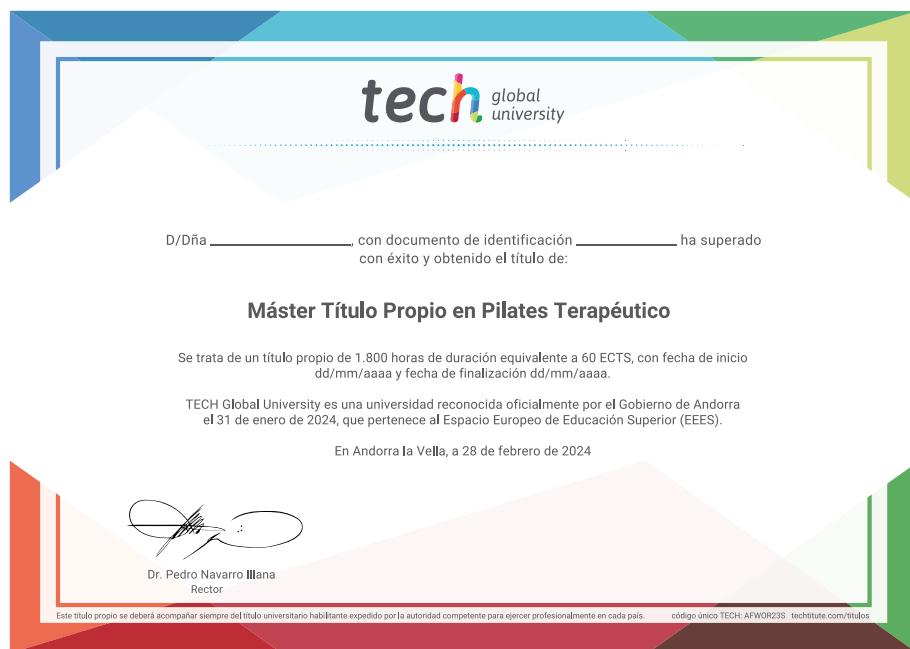 tech global university
D/Dña ____________, con documento de identificación ____________ ha superado
con éxito y obtenido el título de:
Máster Título Propio en Pilates Terapéutico
Se trata de un título propio de 1.800 horas de duración equivalente a 60 ECTS, con fecha de inicio
dd/mm/aaaa y fecha de finalización dd/mm/aaaa.
TECH Global University es una universidad reconocida oficialmente por el Gobierno de Andorra
el 31 de enero de 2024, que pertenece al Espacio Europeo de Educación Superior (EEES).
En Andorra la Vella, a 28 de febrero de 2024
Dr. Pedro Navarro Illana
Rector
Este título propio se deberá acompañar siempre del título universitario habilitante expedido por la autoridad competente para ejercer profesionalmente en cada país. código único TECH: AFWOR23S techtitute.com/titulos